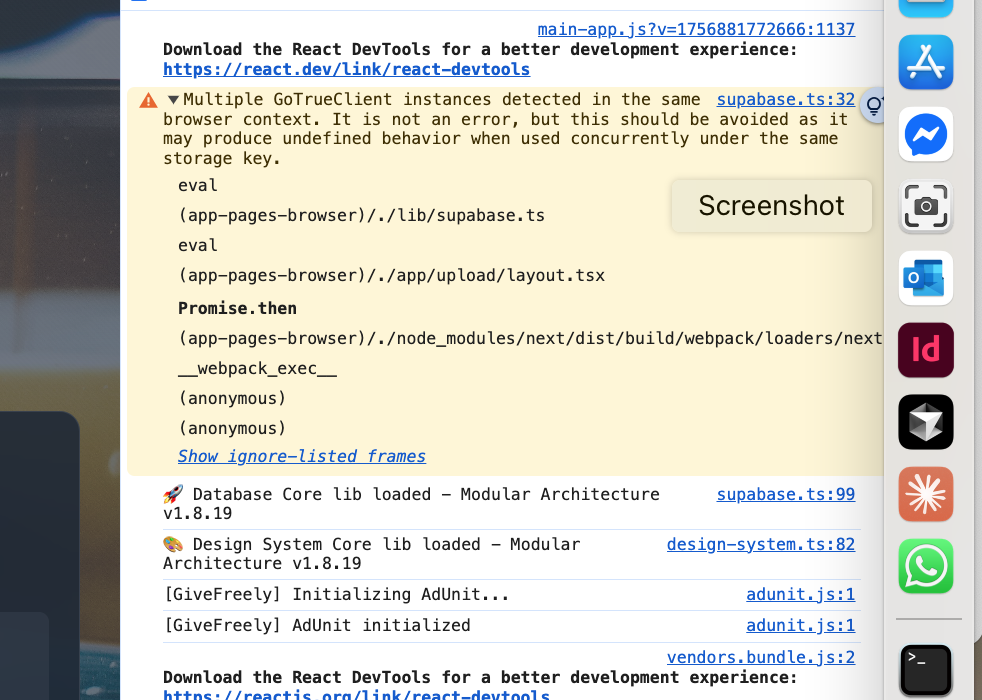 main-app.js?v=1756881772666:1137
Download the React DevTools for a better development experience:
https://react.dev/link/react-devtools
Multiple GoTrueClient instances detected in the same supabase.ts:32
browser context. It is not an error, but this should be avoided as it
may produce undefined behavior when used concurrently under the same
storage key.
eval
(app-pages-browser)/./lib/supabase.ts
Screenshot
eval
(app-pages-browser)/./app/upload/layout.tsx
Promise.then
(app-pages-browser)/./node_modules/next/dist/build/webpack/loaders/next
__webpack_exec__
(anonymous)
(anonymous)
Show ignore-listed frames
🚀 Database Core lib loaded – Modular Architecture supabase.ts:99
v1.8.19
🎨 Design System Core lib loaded – Modular design-system.ts:82
Architecture v1.8.19
[GiveFreely] Initializing AdUnit... adunit.js:1
[GiveFreely] AdUnit initialized adunit.js:1
vendors.bundle.js:2
Download the React DevTools for a better development experience:
https://reactjs.org/link/react-devtools
Id
O
>_